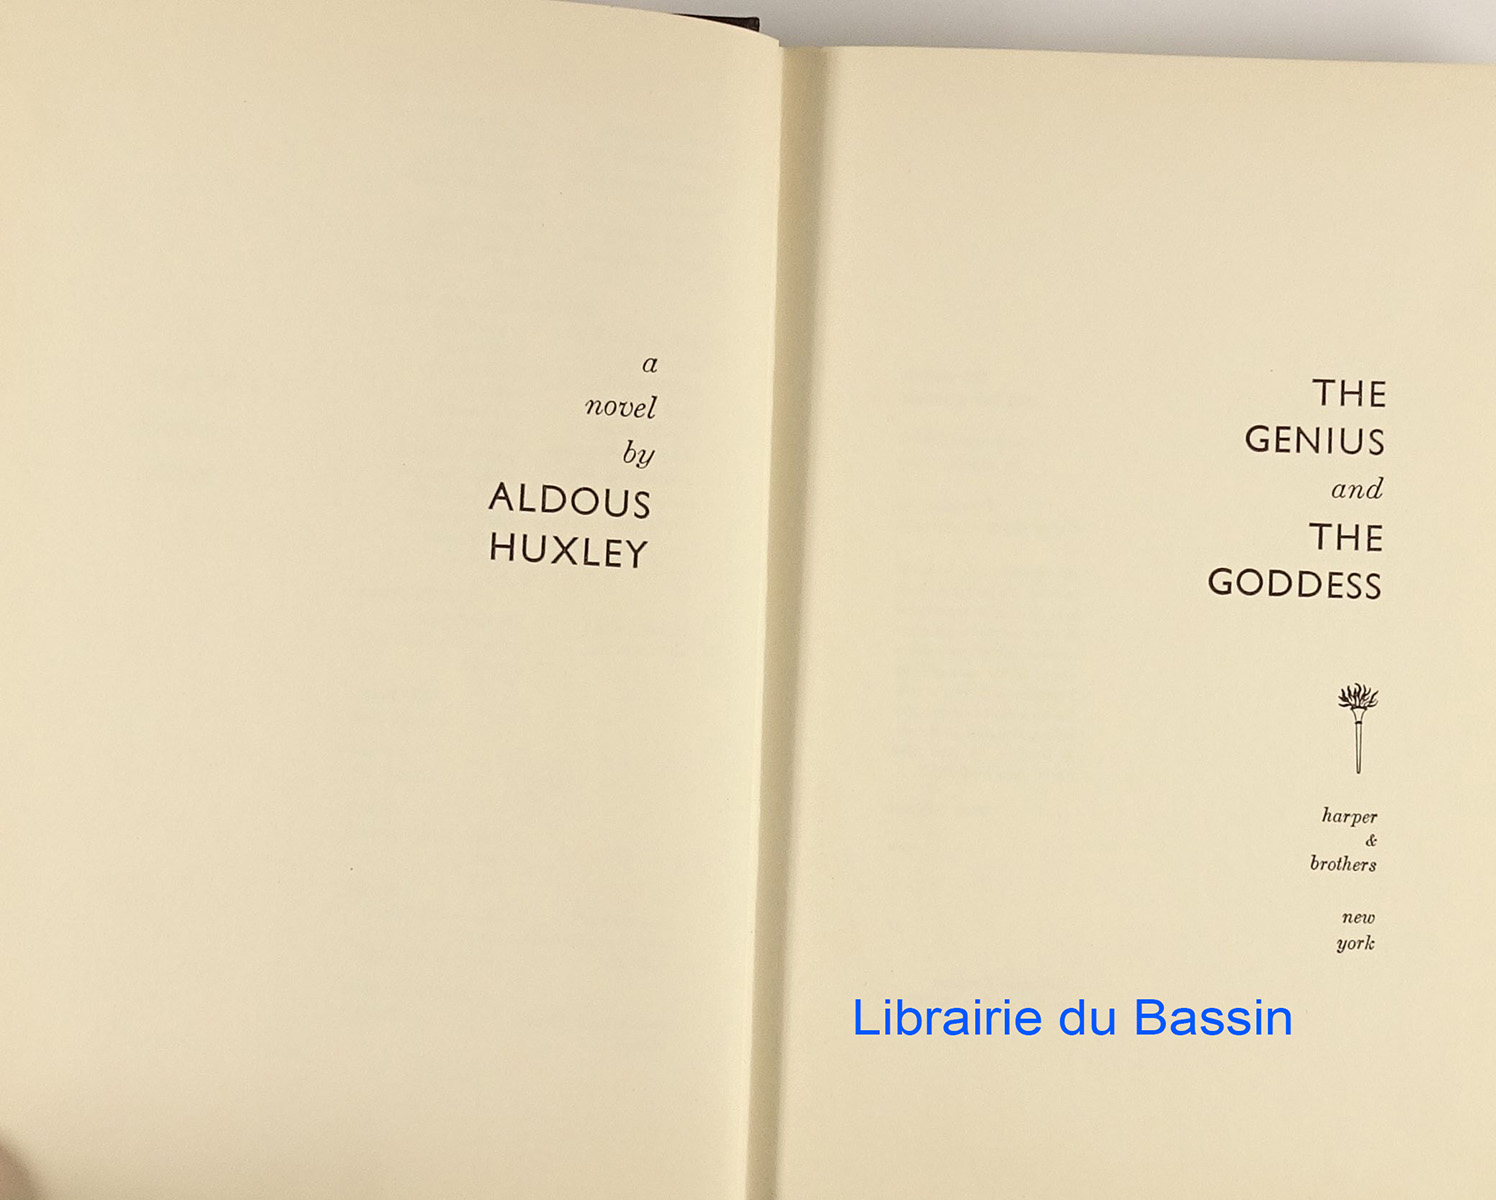 a
novel
by
ALDOUS
HUXLEY
THE
GENIUS
and
THE
GODDESS
harper
&
brothers
new
york
Librairie du Bassin